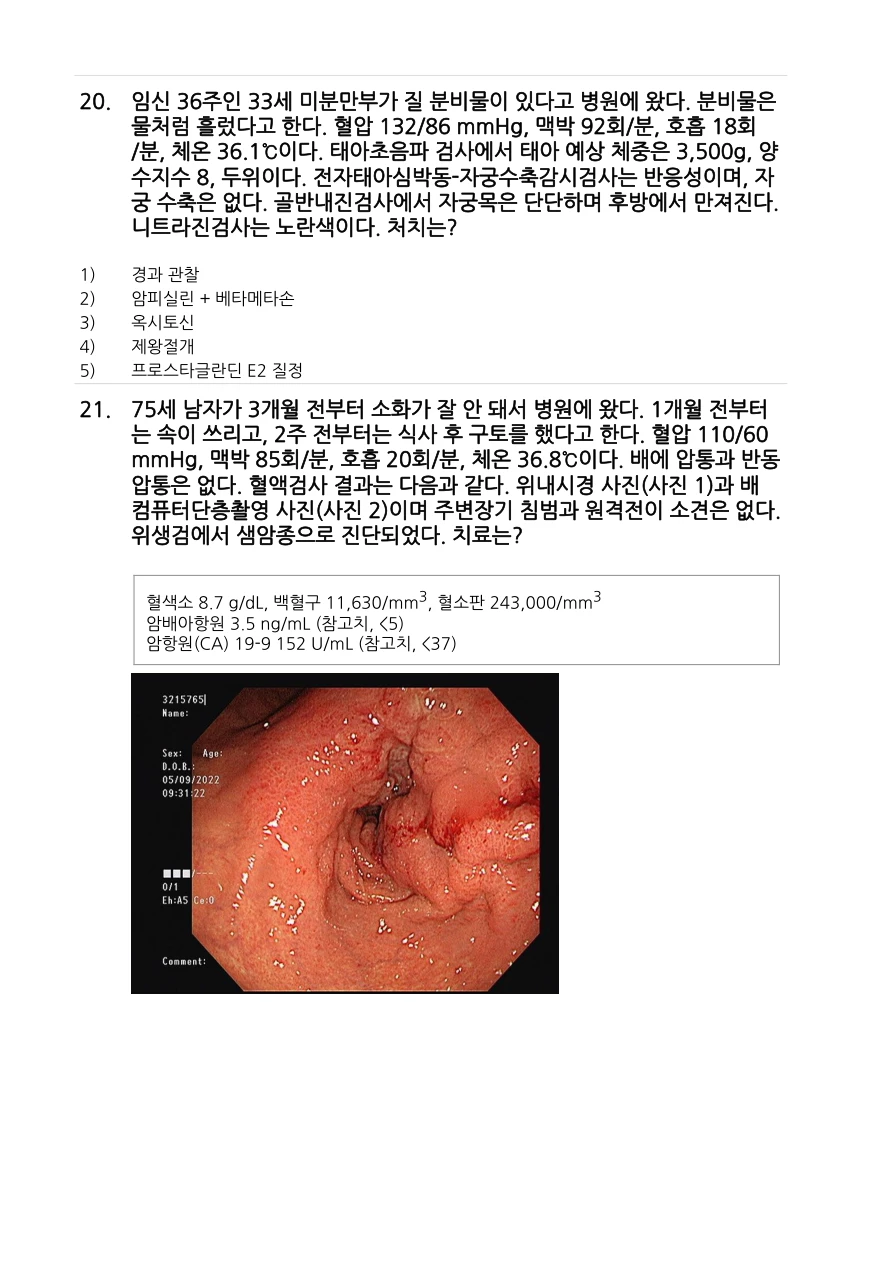 20. 임신 36주인 33세 미분만부가 질 분비물이 있다고 병원에 왔다. 분비물은
물처럼 흘렀다고 한다. 혈압 132/86 mmHg, 맥박 92회/분, 호흡 18회
/분, 체온 36.1℃이다. 태아초음파 검사에서 태아 예상 체중은 3,500g, 양
수지수 8, 두위이다. 전자태아심박동-자궁수축감시검사는 반응성이며, 자
궁 수축은 없다. 골반내진검사에서 자궁목은 단단하며 후방에서 만져진다.
니트라진검사는 노란색이다. 처치는?
1) 경과 관찰
2) 암피실린 + 베타메타손
3) 옥시토신
4) 제왕절개
5) 프로스타글란딘 E2 질정
21. 75세 남자가 3개월 전부터 소화가 잘 안 돼서 병원에 왔다. 1개월 전부터
는 속이 쓰리고, 2주 전부터는 식사 후 구토를 했다고 한다. 혈압 110/60
mmHg, 맥박 85회/분, 호흡 20회/분, 체온 36.8℃이다. 배에 압통과 반동
압통은 없다. 혈액검사 결과는 다음과 같다. 위내시경 사진(사진 1)과 배
컴퓨터단층촬영 사진(사진 2)이며 주변장기 침범과 원격전이 소견은 없다.
위생검에서 샘암종으로 진단되었다. 치료는?
혈색소 8.7 g/dL, 백혈구 11,630/mm³, 혈소판 243,000/mm³
암배아항원 3.5 ng/mL (참고치, <5)
암항원(CA) 19-9 152 U/mL (참고치, <37)
3215765
Name:
Sex: Age:
D.O.B.:
05/09/2022
09:31:22
■■■/---
0/1
Eh:A5 Ce:0
Comment: